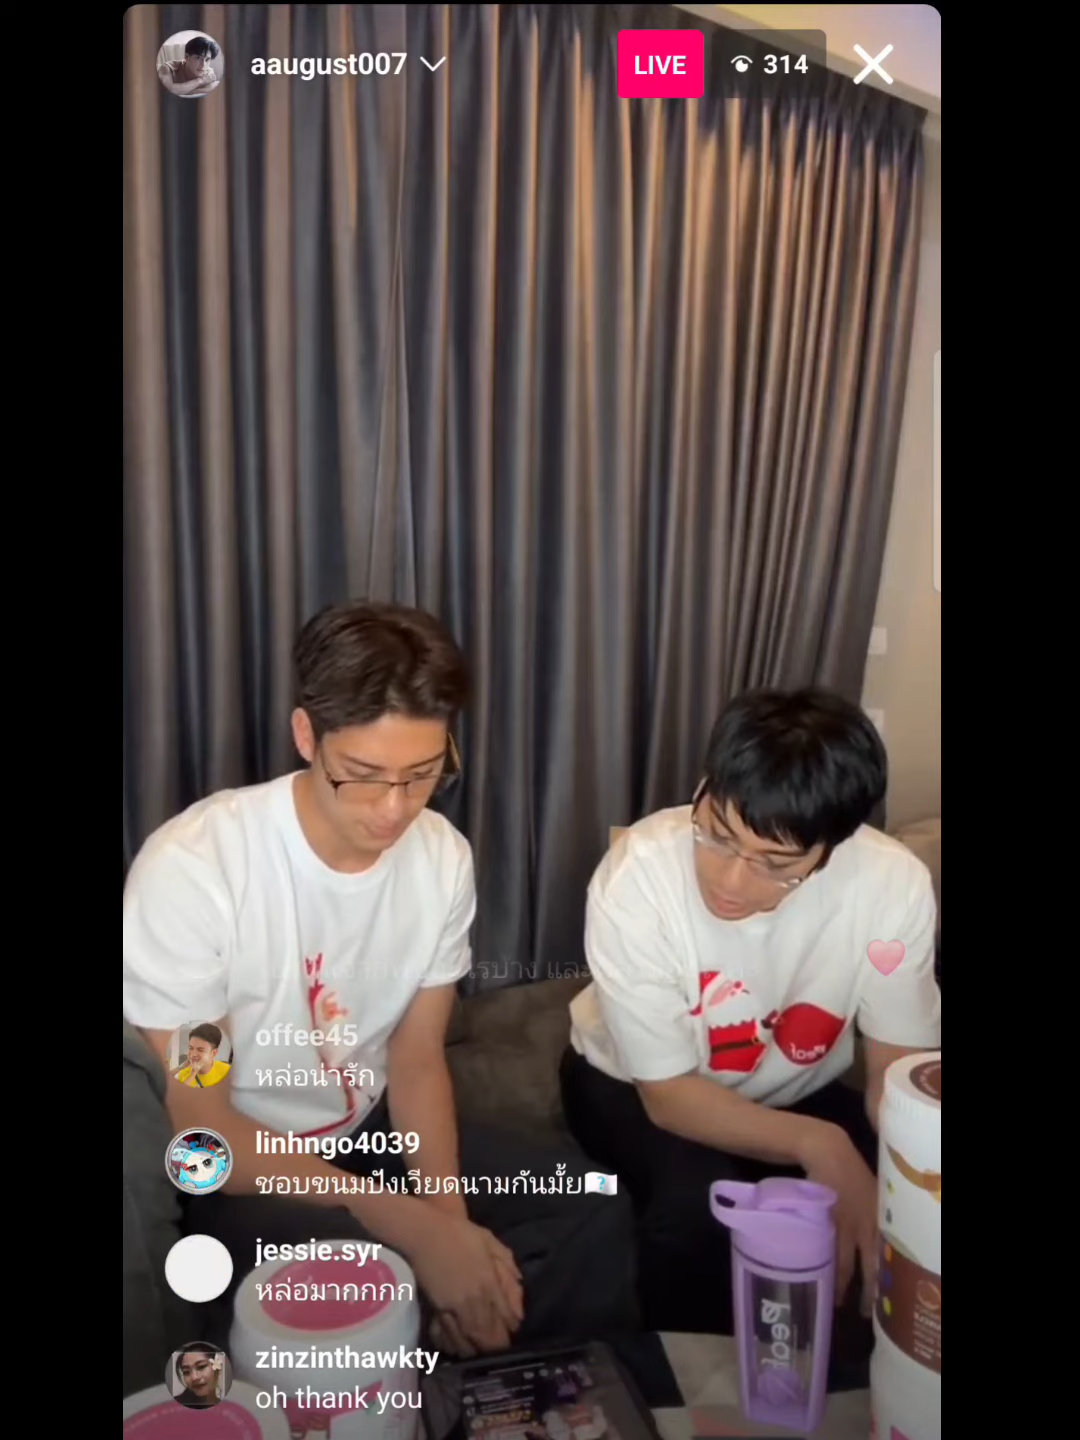 aaugust007
LIVE
314
offee45
หล่อน่ารัก
linhngo4039
ชอบขนมปังเวียดนามกันมั้ย
jessie.syr
หล่อมากกกก
zinzinthawkty
oh thank you